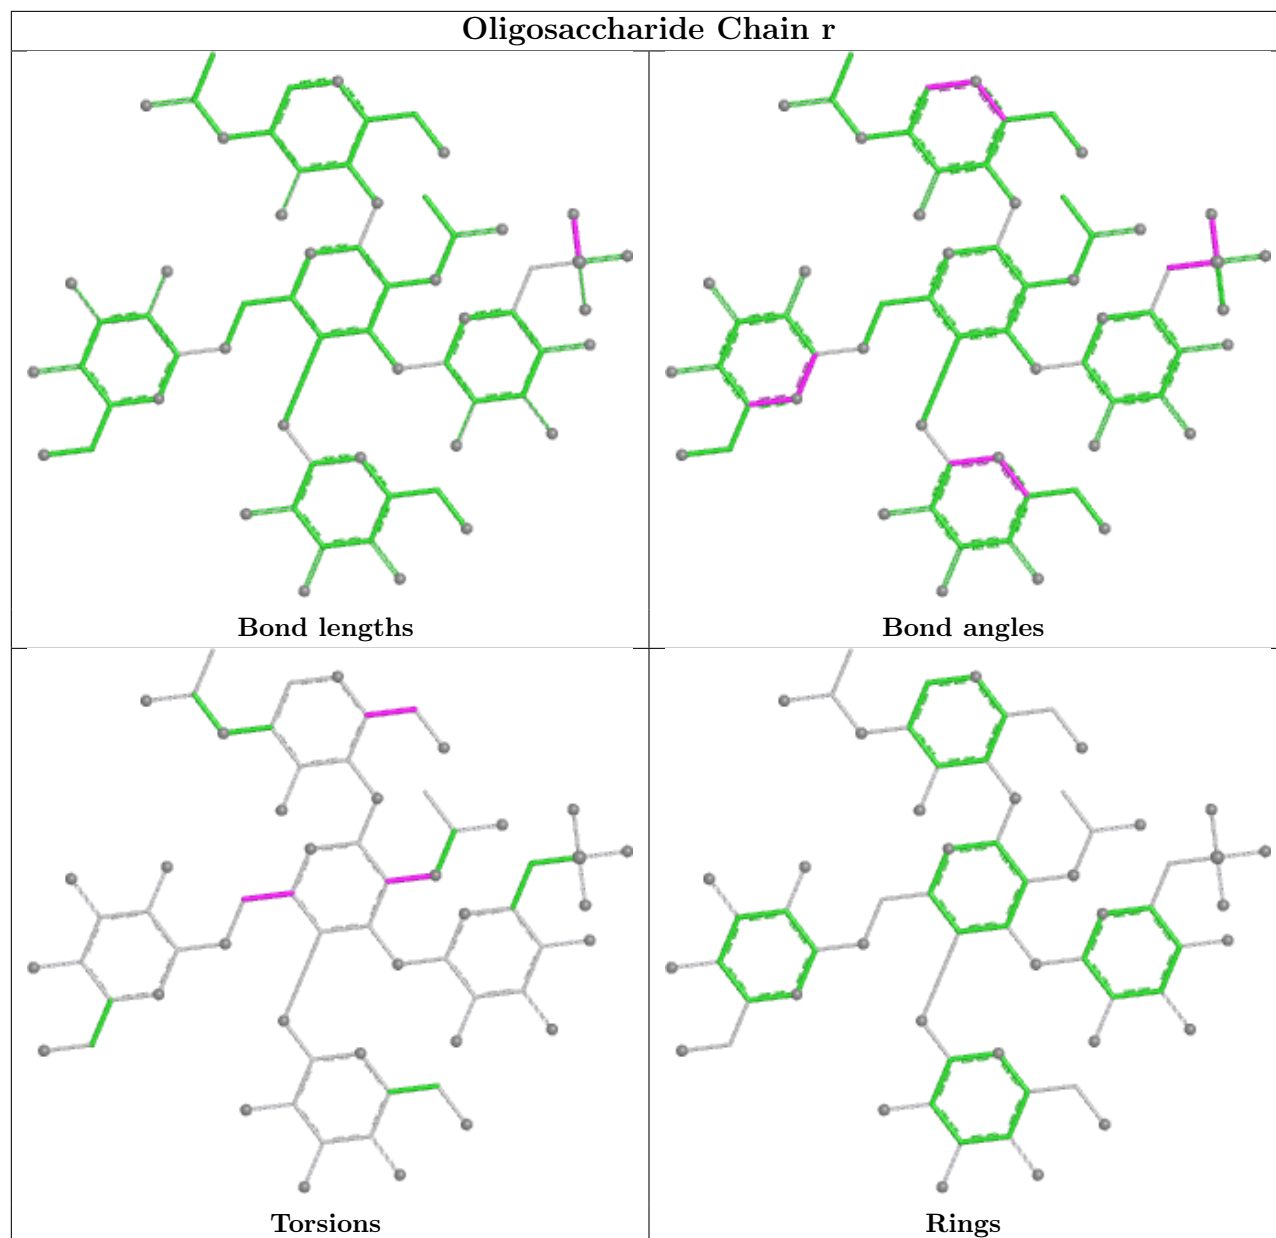 Oligosaccharide Chain r
Bond lengths
Bond angles
Torsions
Rings